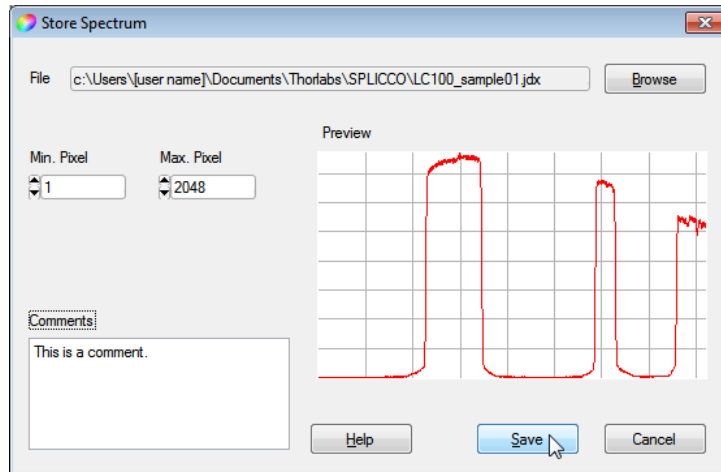 Store Spectrum
File c:\Users\[user name]\Documents\Thorlabs\SPLICCO\LC100_sample01.jdx Browse
Preview
Min. Pixel Max. Pixel
1 2048
Comments
This is a comment.
Help Save Cancel